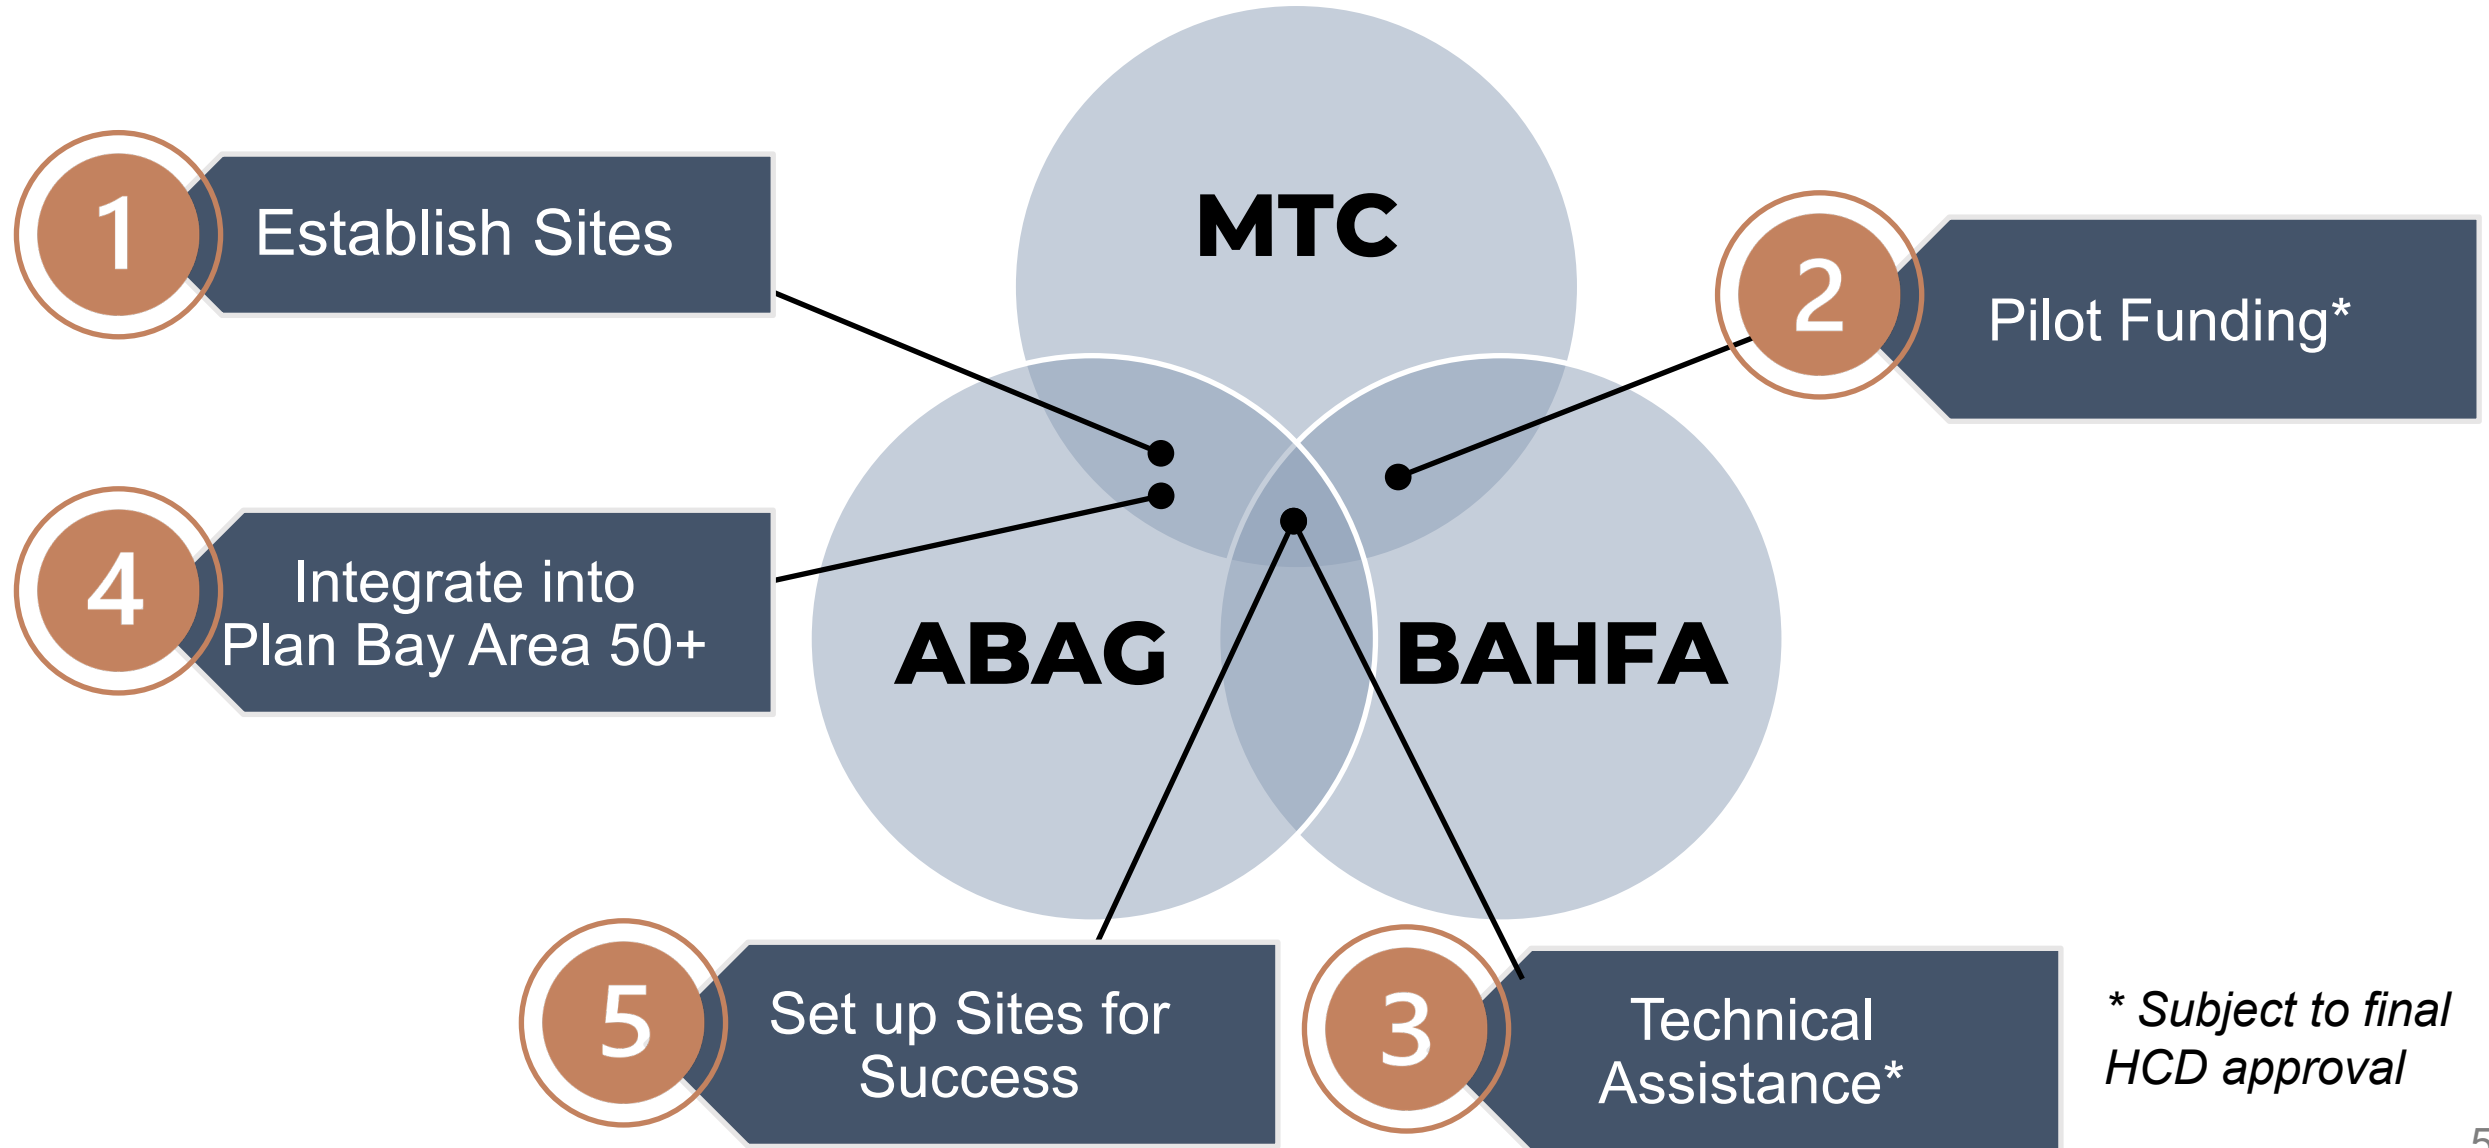 MTC
1
Establish Sites
2
Pilot Funding*
4
Integrate into
Plan Bay Area 50+
ABAG
BAHFA
5
Set up Sites for
Success
3
Technical
Assistance*
* Subject to final
HCD approval
5